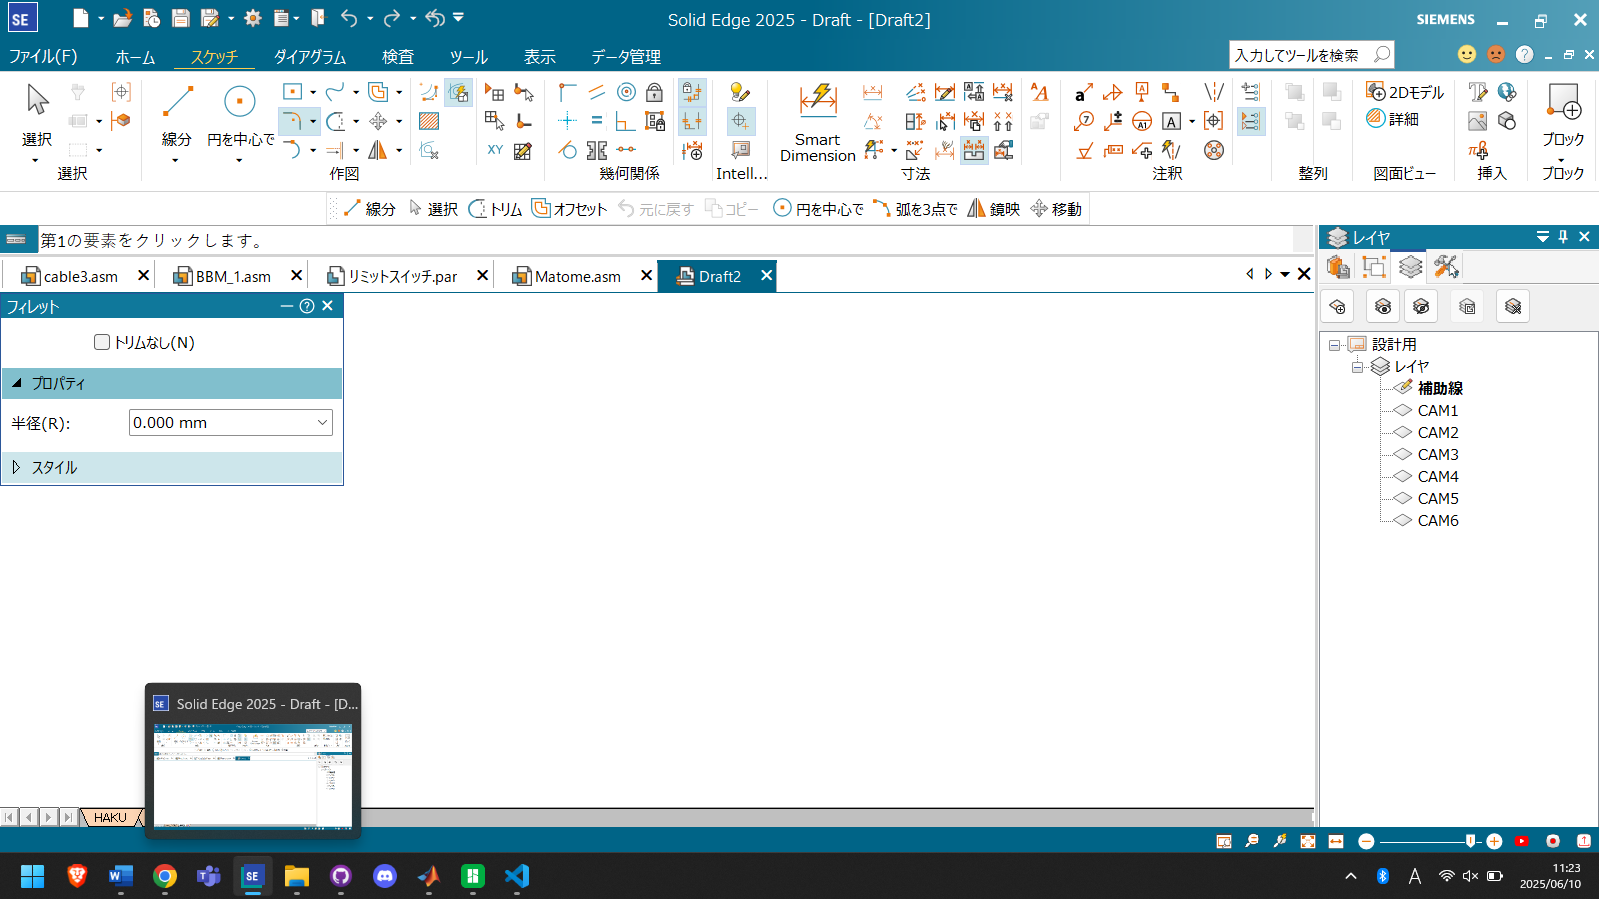 SE
Solid Edge 2025 - Draft - [Draft2]
SIEMENS
ファイル(F)
ホーム
スケッチ
ダイアグラム
検査
ツール
表示
データ管理
入力してツールを検索
選択
選択
線分
円を中心で
作図
XY
幾何関係
Intell...
Smart
Dimension
寸法
注釈
整列
2Dモデル
詳細
図面ビュー
挿入
ブロック
ブロック
線分
選択
トリム
オフセット
元に戻す
コピー
円を中心で
弧を3点で
鏡映
移動
第1の要素をクリックします。
cable3.asm
BBM_1.asm
リミットスイッチ.par
Matome.asm
Draft2
フィレット
トリムなし(N)
プロパティ
半径(R):
0.000 mm
スタイル
レイヤ
設計用
レイヤ
補助線
CAM1
CAM2
CAM3
CAM4
CAM5
CAM6
SE
Solid Edge 2025 - Draft - [D...
HAKU
SE
A
11:23
2025/06/10